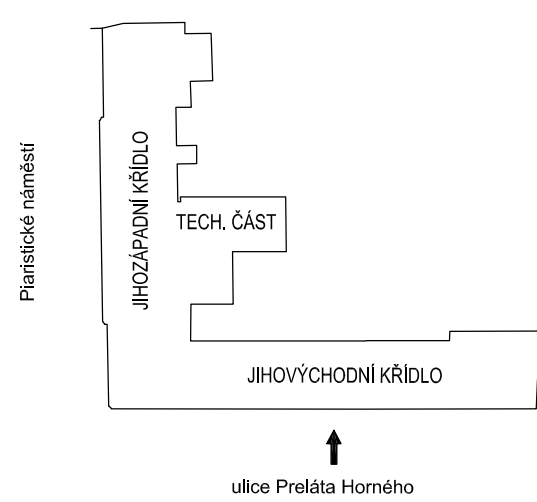 Piaristické náměstí
JIHOZÁPADNÍ KŘÍDLO
TECH. ČÁST
JIHOVÝCHODNÍ KŘÍDLO
ulice Preláta Horného